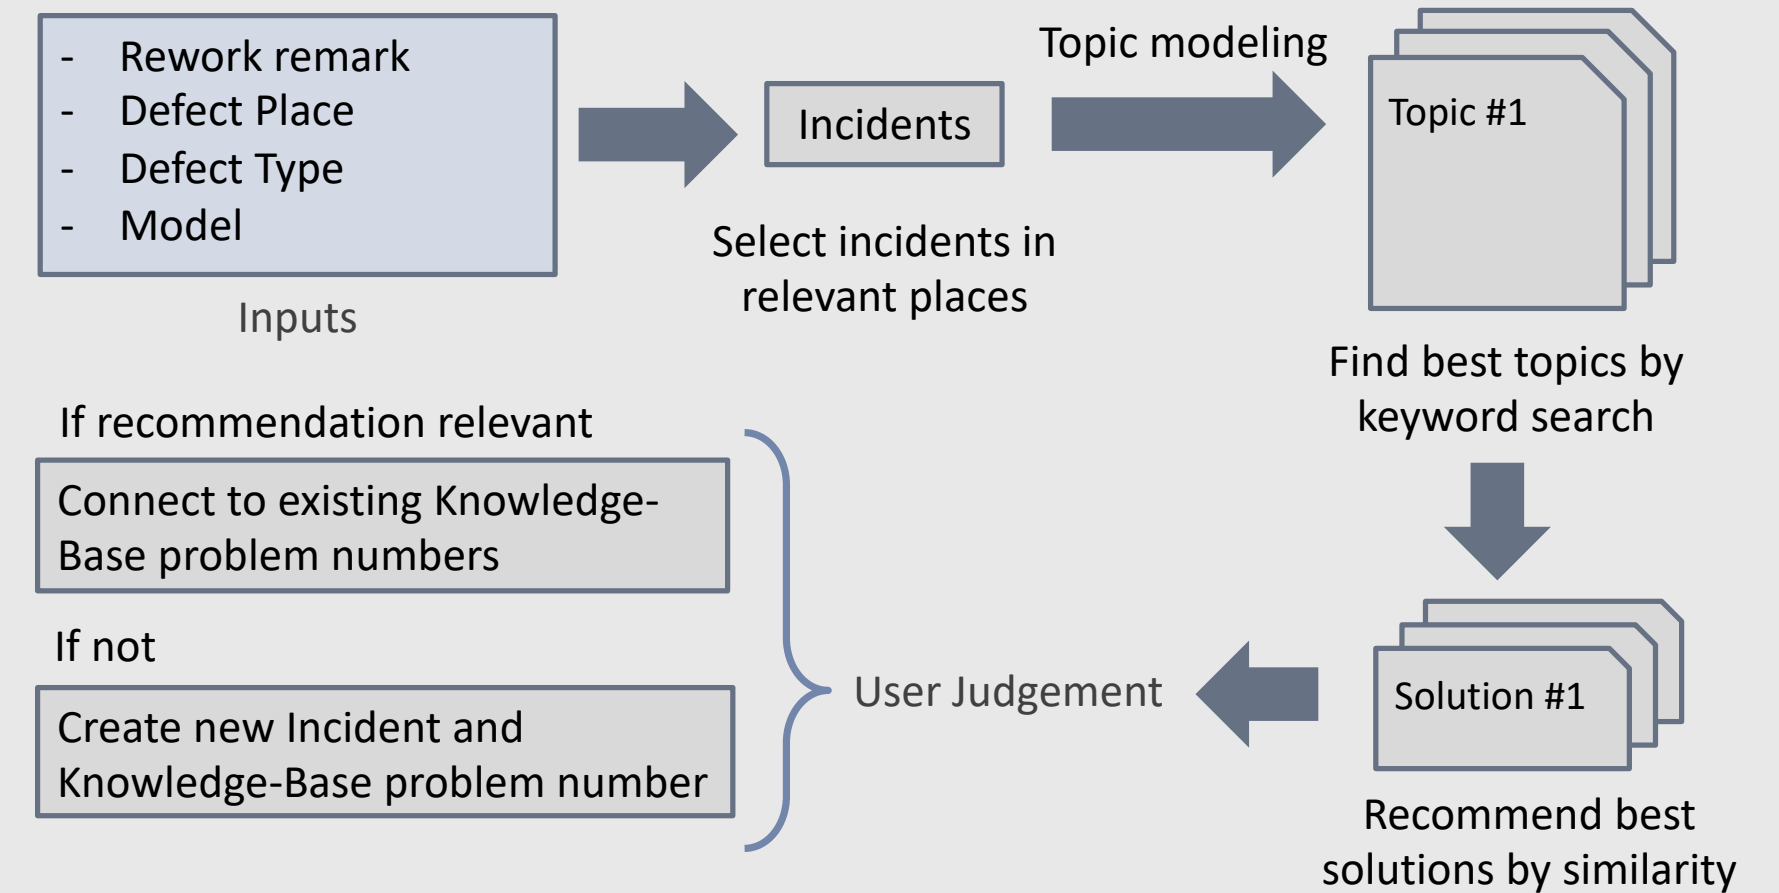 - Rework remark
- Defect Place
- Defect Type
- Model
Inputs
Incidents
Select incidents in
relevant places
Topic modeling
Topic #1
Find best topics by
keyword search
Solution #1
Recommend best
solutions by similarity
User Judgement
If recommendation relevant
Connect to existing Knowledge-
Base problem numbers
If not
Create new Incident and
Knowledge-Base problem number